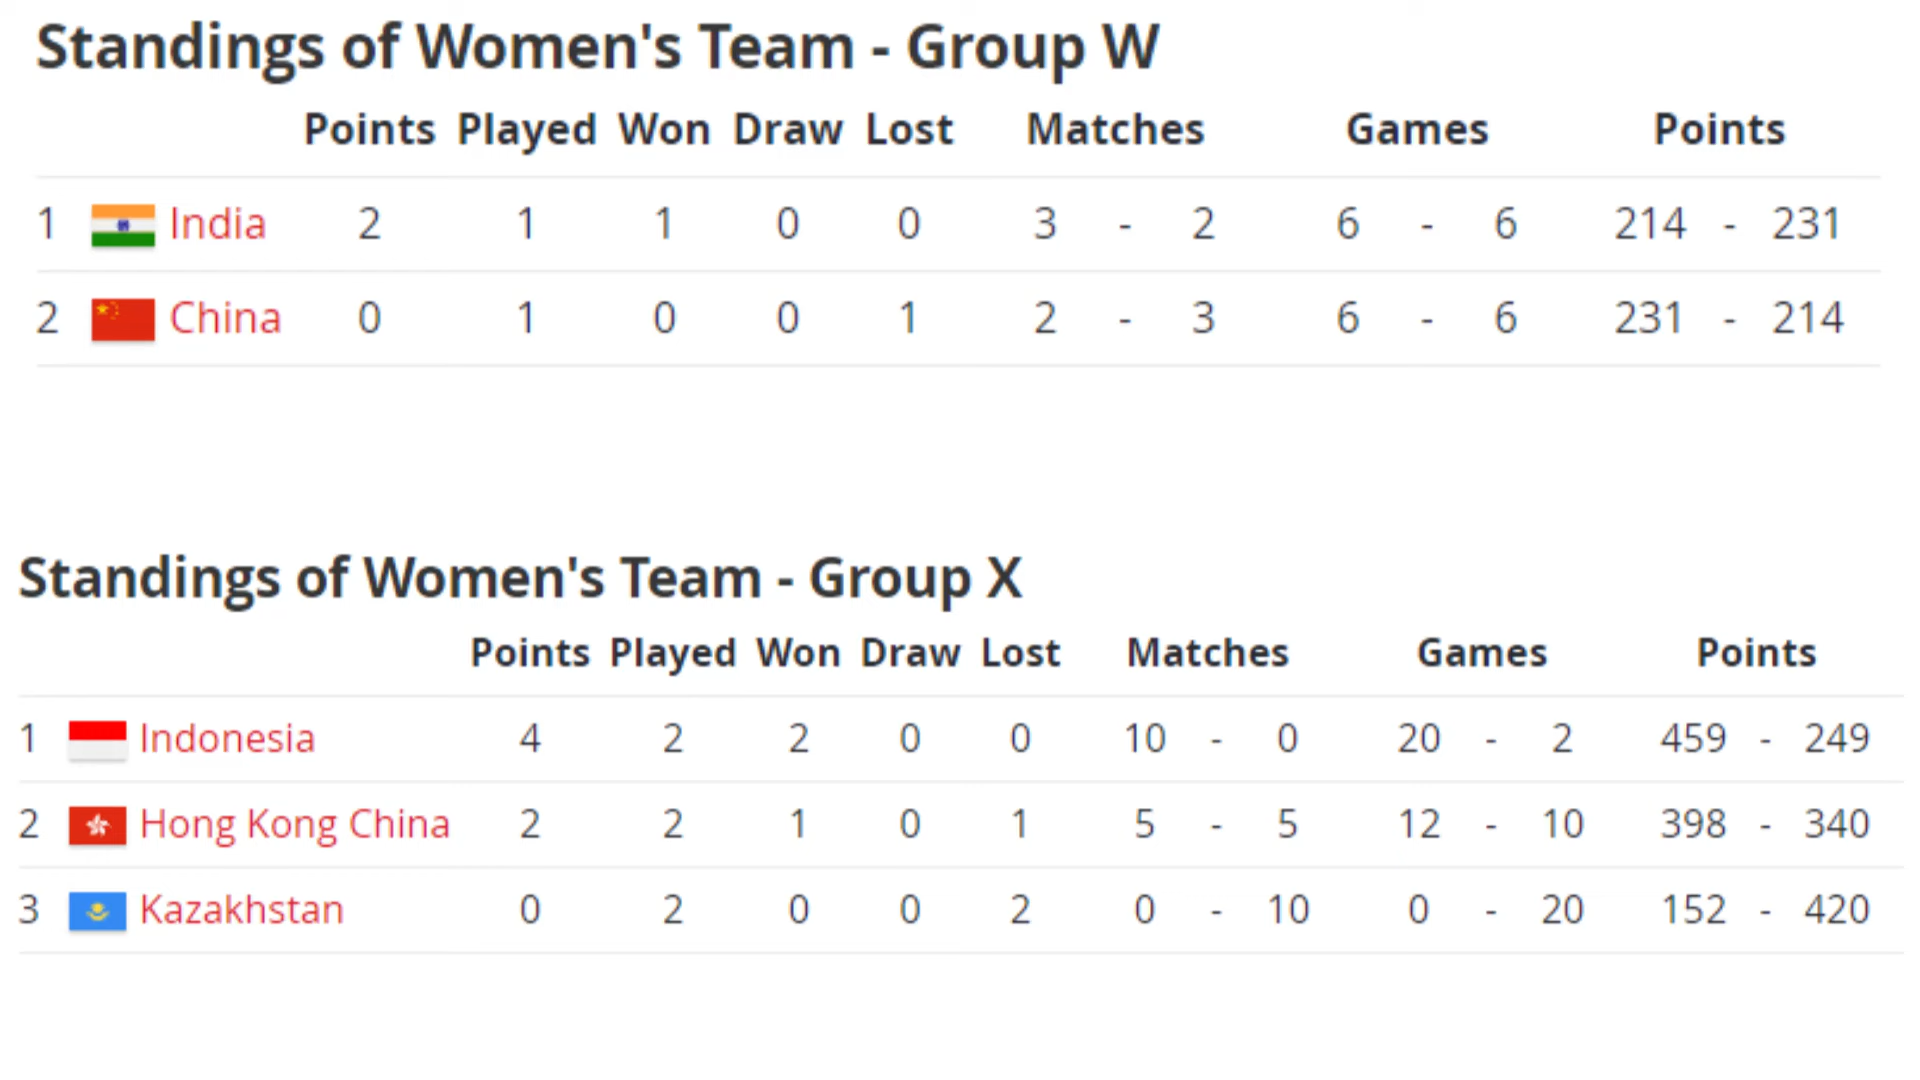 Standings of Women's Team - Group W
Points Played Won Draw Lost Matches Games Points
1 India 2 1 1 0 0 3 - 2 6 - 6 214 - 231
2 China 0 1 0 0 1 2 - 3 6 - 6 231 - 214
Standings of Women's Team - Group X
Points Played Won Draw Lost Matches Games Points
1 Indonesia 4 2 2 0 0 10 - 0 20 - 2 459 - 249
2 Hong Kong China 2 2 1 0 1 5 - 5 12 - 10 398 - 340
3 Kazakhstan 0 2 0 0 2 0 - 10 0 - 20 152 - 420